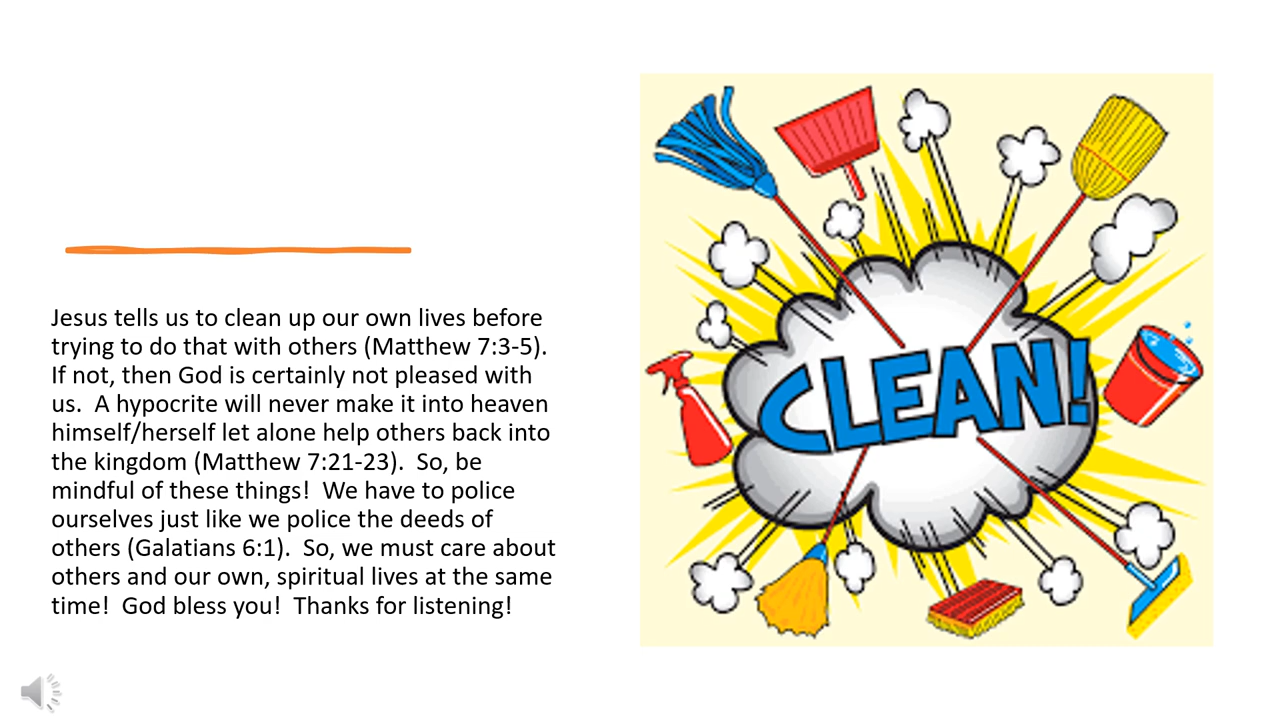 Jesus tells us to clean up our own lives before
trying to do that with others (Matthew 7:3-5).
If not, then God is certainly not pleased with
us.  A hypocrite will never make it into heaven
himself/herself let alone help others back into
the kingdom (Matthew 7:21-23).  So, be
mindful of these things!  We have to police
ourselves just like we police the deeds of
others (Galatians 6:1).  So, we must care about
others and our own, spiritual lives at the same
time!  God bless you!  Thanks for listening!
CLEAN!